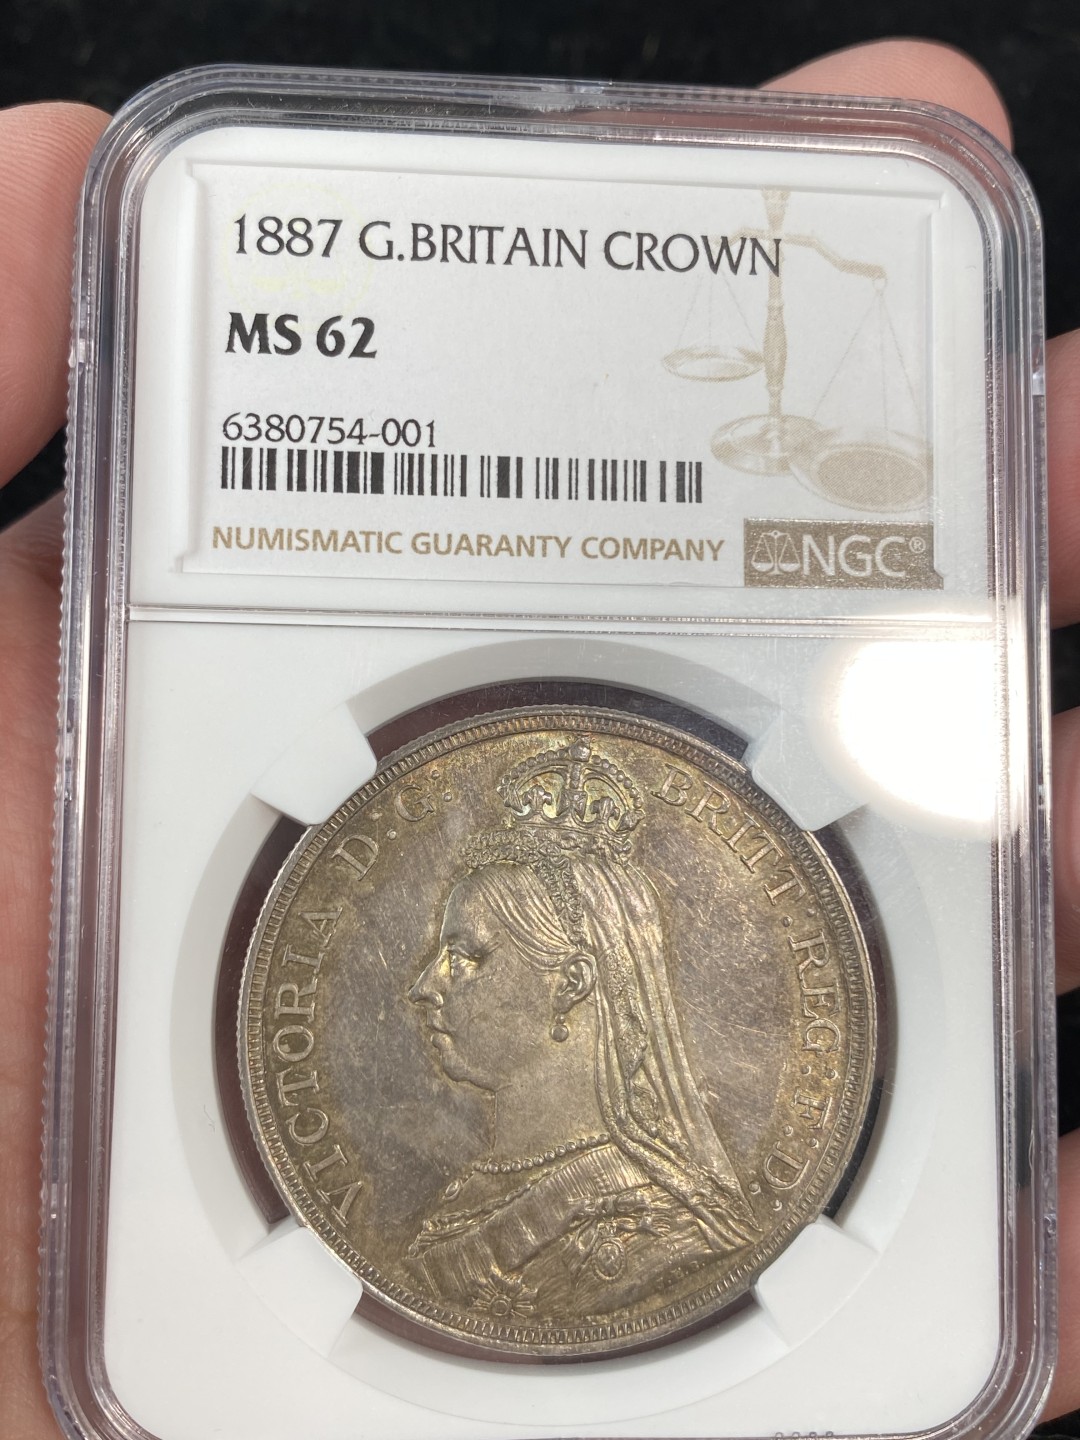 1887 G.BRITAIN CROWN
MS 62
6380754-001
NUMISMATIC GUARANTY COMPANY
NGC®
VICTORIA D:G: BRITT:REG:F:D:
J.E.B.